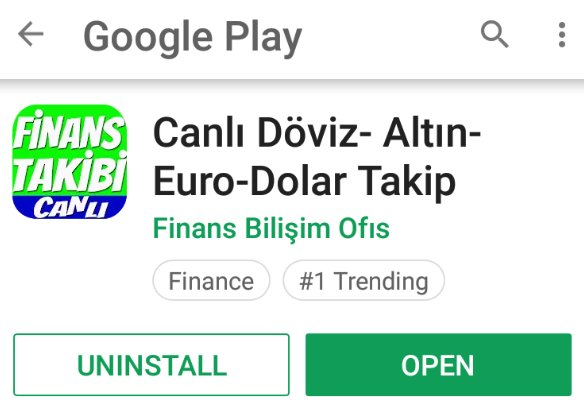 Google Play
FİNANS
TAKİBİ
CANLI
Canlı Döviz- Altın-
Euro-Dolar Takip
Finans Bilişim Ofıs
Finance
#1 Trending
UNINSTALL
OPEN